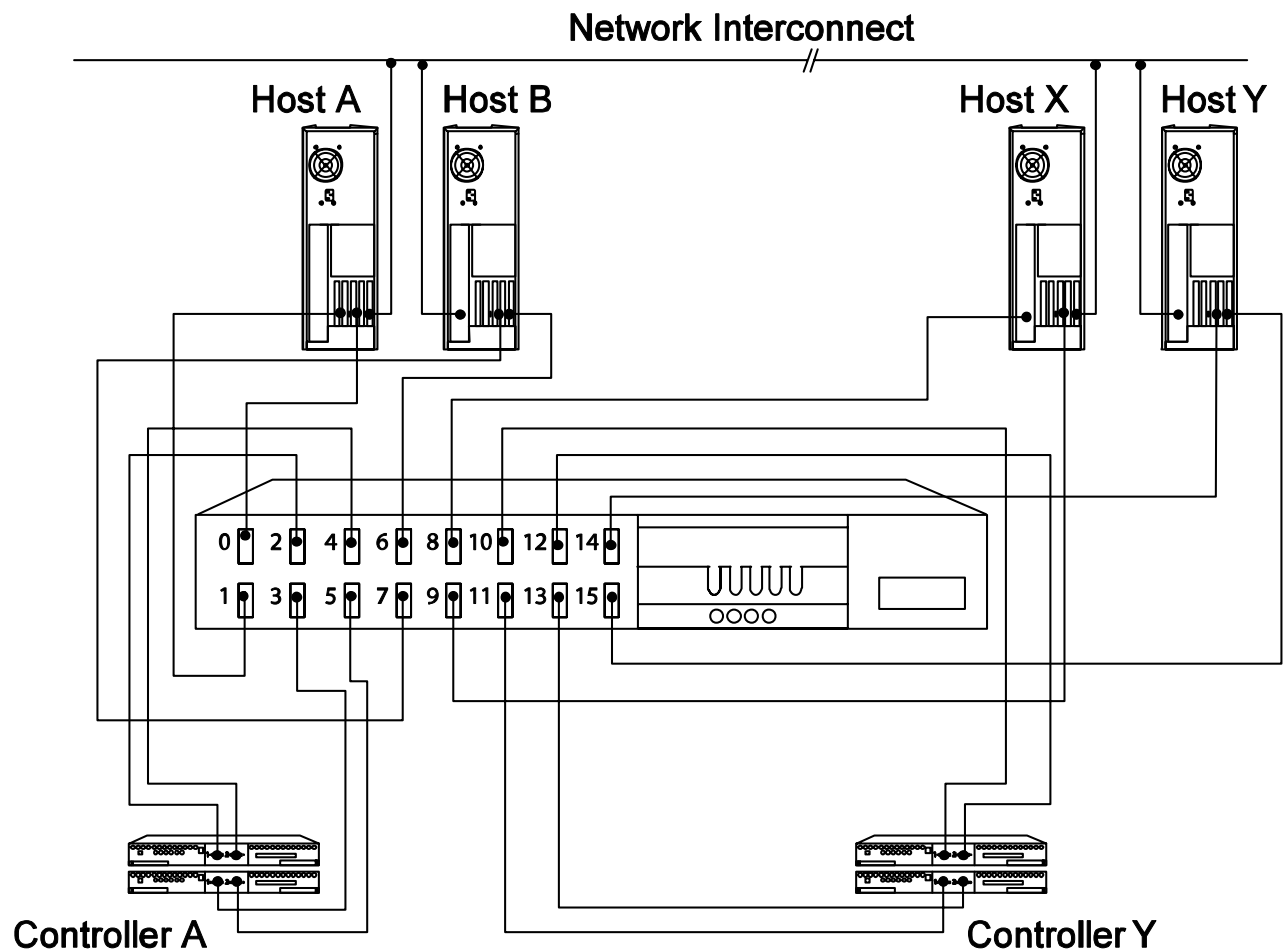 Network Interconnect
Host A Host B Host X Host Y
0 2 4 6 8 10 12 14
1 3 5 7 9 11 13 15
Controller A Controller Y